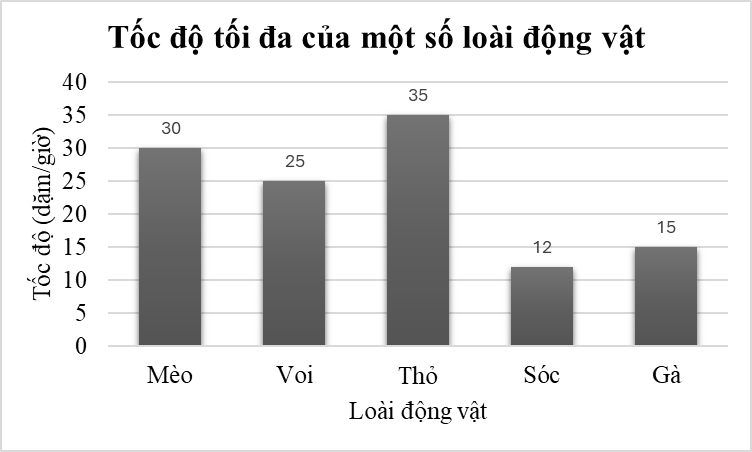 Tốc độ tối đa của một số loài động vật
Tốc độ (dặm/giờ)
40
35
30
25
20
15
10
5
0
30
25
35
12
15
Mèo
Voi
Thỏ
Sóc
Gà
Loài động vật